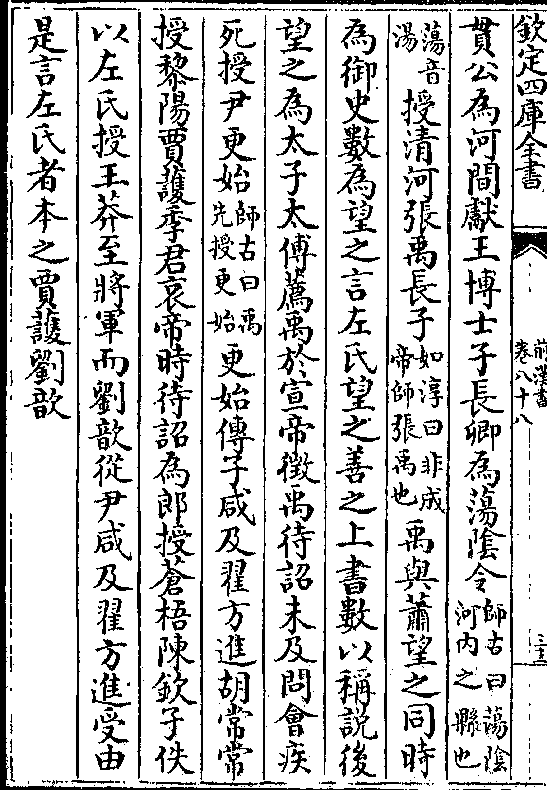 欽定四庫全書
前漢書
卷八十八
貫公為河間獻王博士子長卿為蕩陰令師古曰蕩陰河内之縣也
蕩音湯授清河張禹長子如淳曰非成帝師張禹也禹與蕭望之同時
為御史數為望之言左氏望之善之上書數以稱說後
望之為太子太傅薦禹於宣帝徵禹待詔未及問會疾
死授尹更始師古曰禹先授更始更始傳子咸及翟方進胡常常
授黎陽賈護季君哀帝時待詔為郎授蒼梧陳欽子佚
以左氏授王莽至將軍而劉歆從尹咸及翟方進受由
是言左氏者本之賈護劉歆